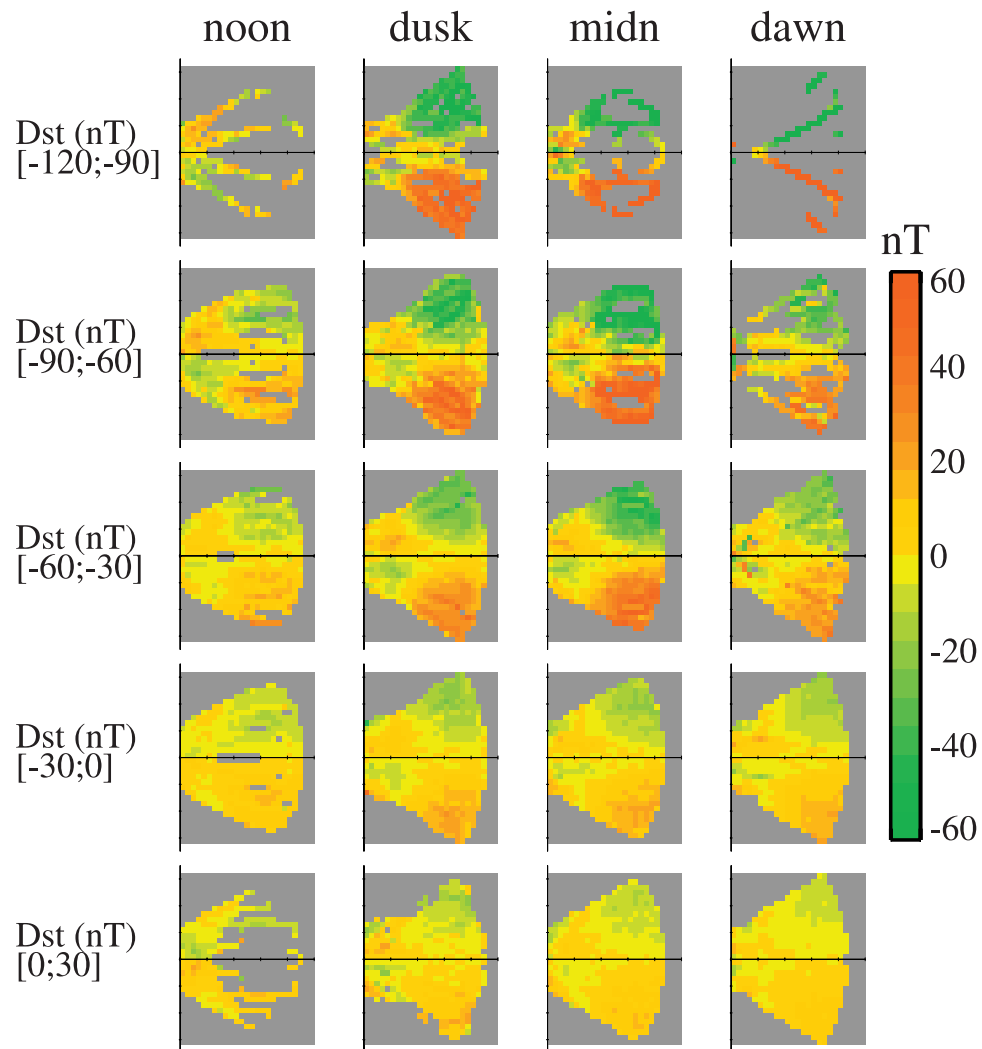 noon dusk midn dawn
Dst (nT)
[-120;-90]
nT
Dst (nT)
[-90;-60]
Dst (nT)
[-60;-30]
Dst (nT)
[-30;0]
Dst (nT)
[0;30]
60
40
20
0
-20
-40
-60